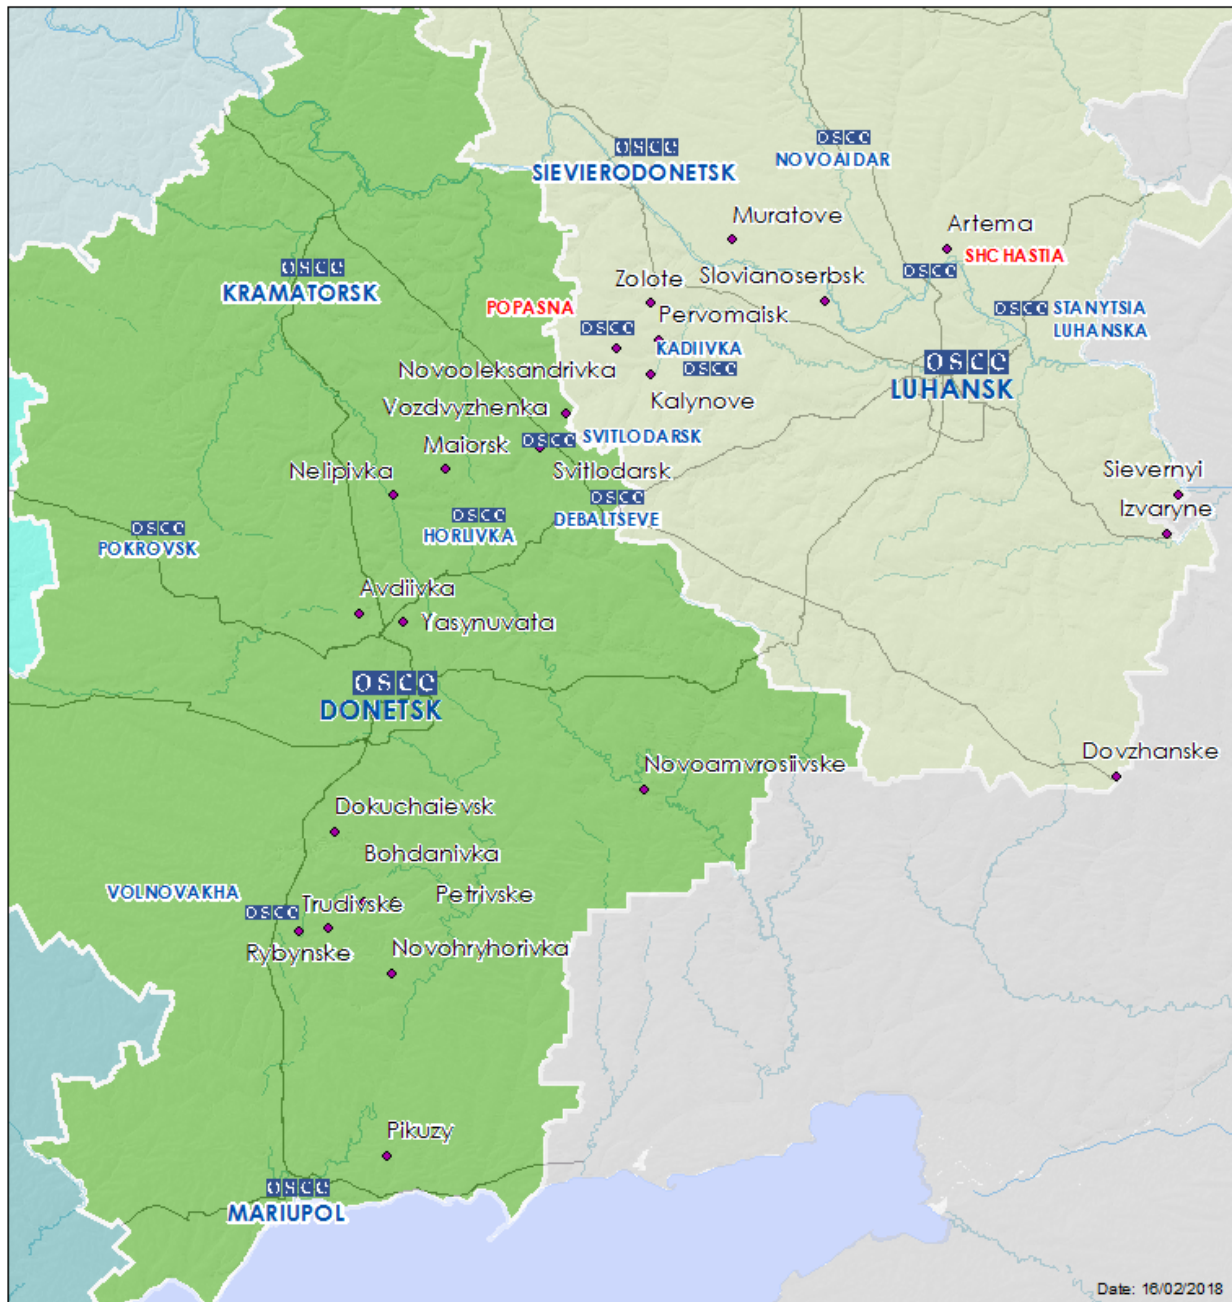 OSCE
SIEVIERODONETSK
OSCE
NOVOAIDAR
Muratove
Artema
SHCHASTIA
OSCE
OSCE
KRAMATORSK
Zolote
Slovianoserbsk
POPASNA
OSCE
Pervomaisk
OSCE
STANYTSIA
LUHANSKA
KADIIVKA
OSCE
OSCE
LUHANSK
Novooleksandrivka
Kalynove
Vozdvyzhenka
OSCE
SVITLODARSK
Maiorsk
Nelipivka
Svitlodarsk
Sievernyi
OSCE
DEBALTSEVE
Izvaryne
OSCE
HORLIVKA
OSCE
POKROVSK
Avdiivka
Yasynuvata
OSCE
DONETSK
Novoamvrosiivske
Dovzhanske
Dokuchaievsk
Bohdanivka
VOLNOVAKHA
OSCE
Trudivske
Petrivske
Rybynske
Novohryhorivka
Pikuzy
OSCE
MARIUPOL
Date: 16/02/2018